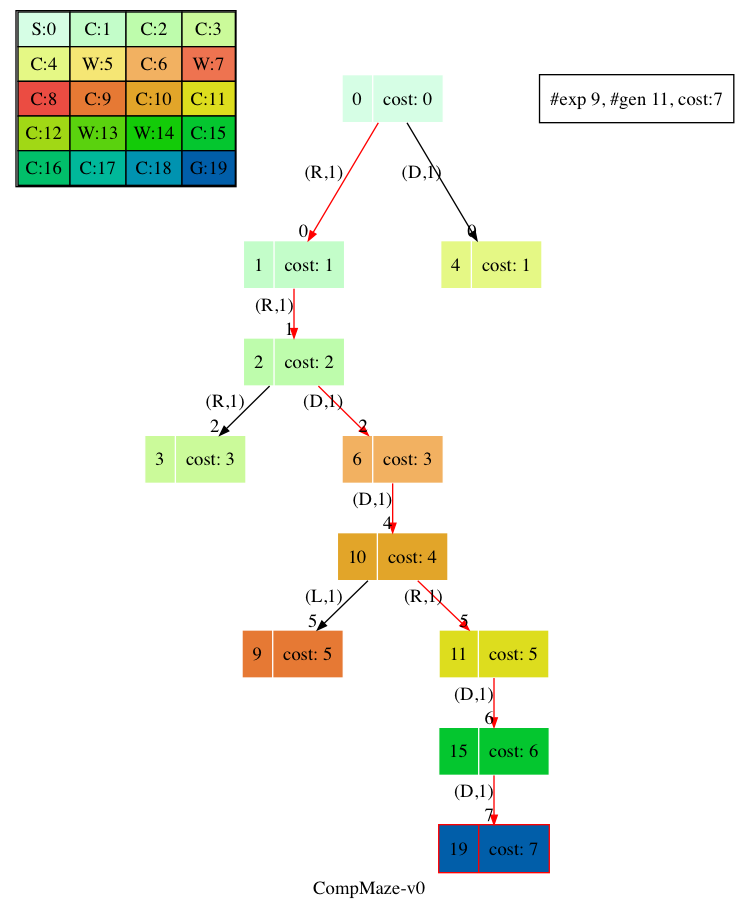 S:0 C:1 C:2 C:3
C:4 W:5 C:6 W:7
C:8 C:9 C:10 C:11
C:12 W:13 W:14 C:15
C:16 C:17 C:18 G:19
#exp 9, #gen 11, cost:7
0 cost: 0
(R,1) (D,1)
0 0
1 cost: 1 4 cost: 1
(R,1)
1
2 cost: 2
(R,1) (D,1)
2 2
3 cost: 3 6 cost: 3
(D,1)
4
10 cost: 4
(L,1) (R,1)
5 5
9 cost: 5 11 cost: 5
(D,1)
6
15 cost: 6
(D,1)
7
19 cost: 7
CompMaze-v0